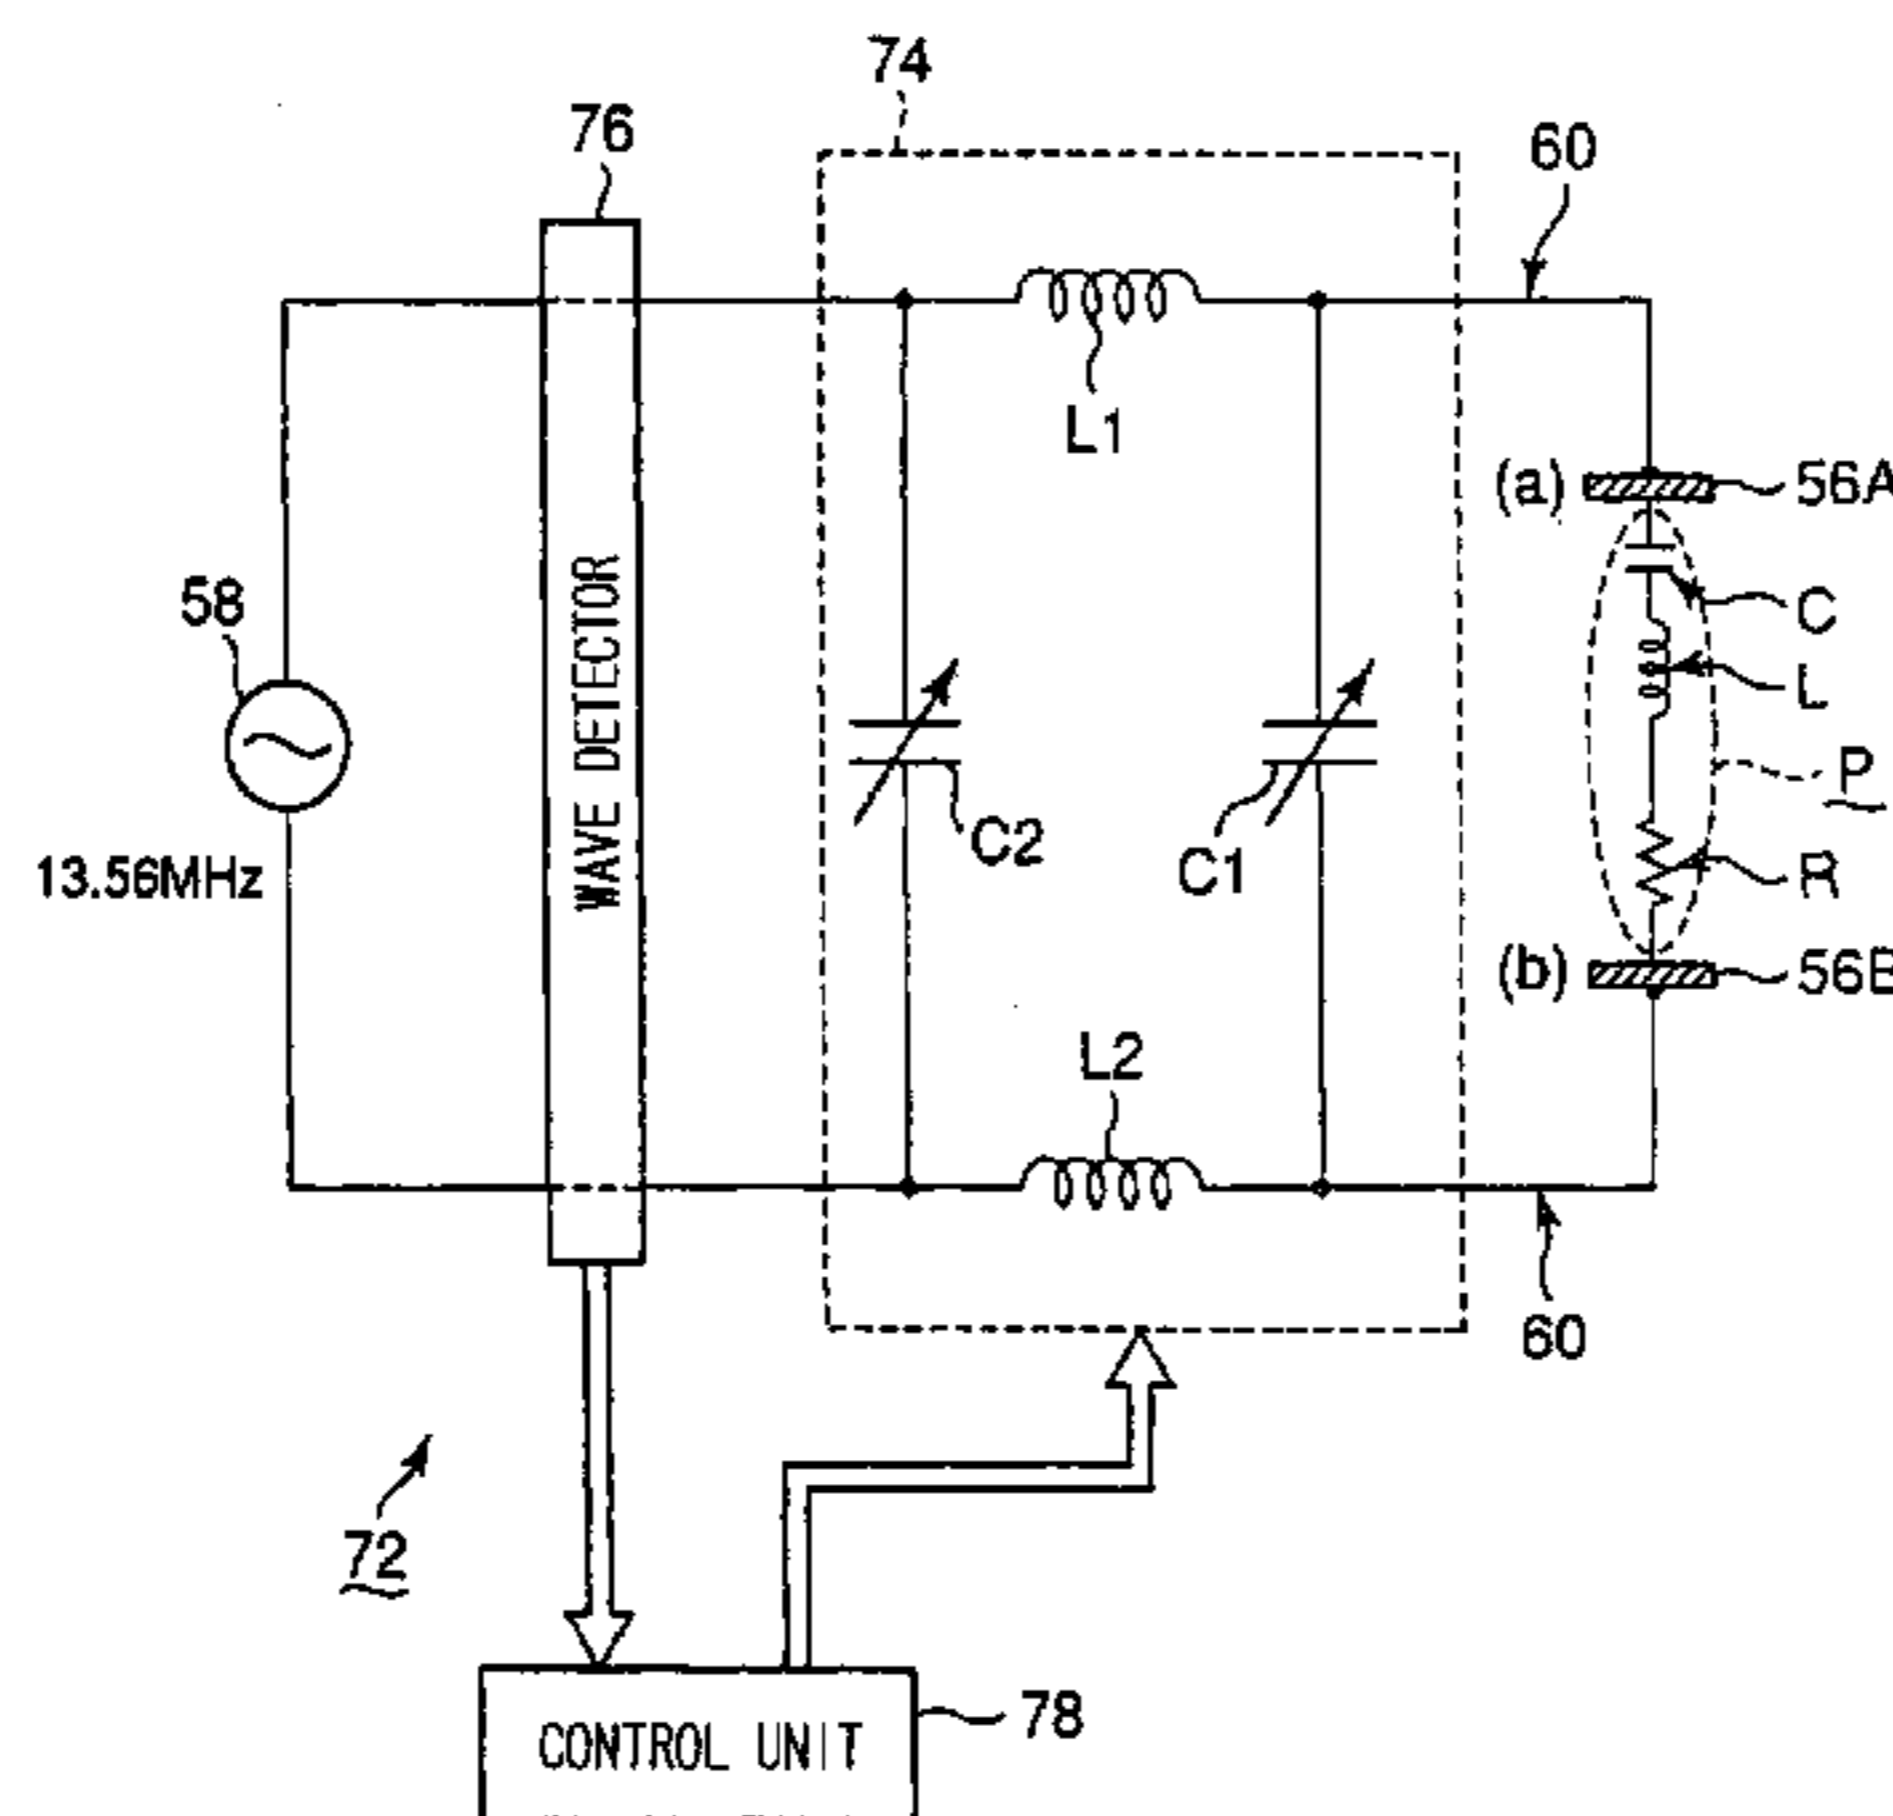 74
76
60
L1
(a)
56A
58
C
L
WAVE DETECTOR
P
C2
C1
13.56MHz
R
(b)
56B
L2
60
72
78
CONTROL UNIT